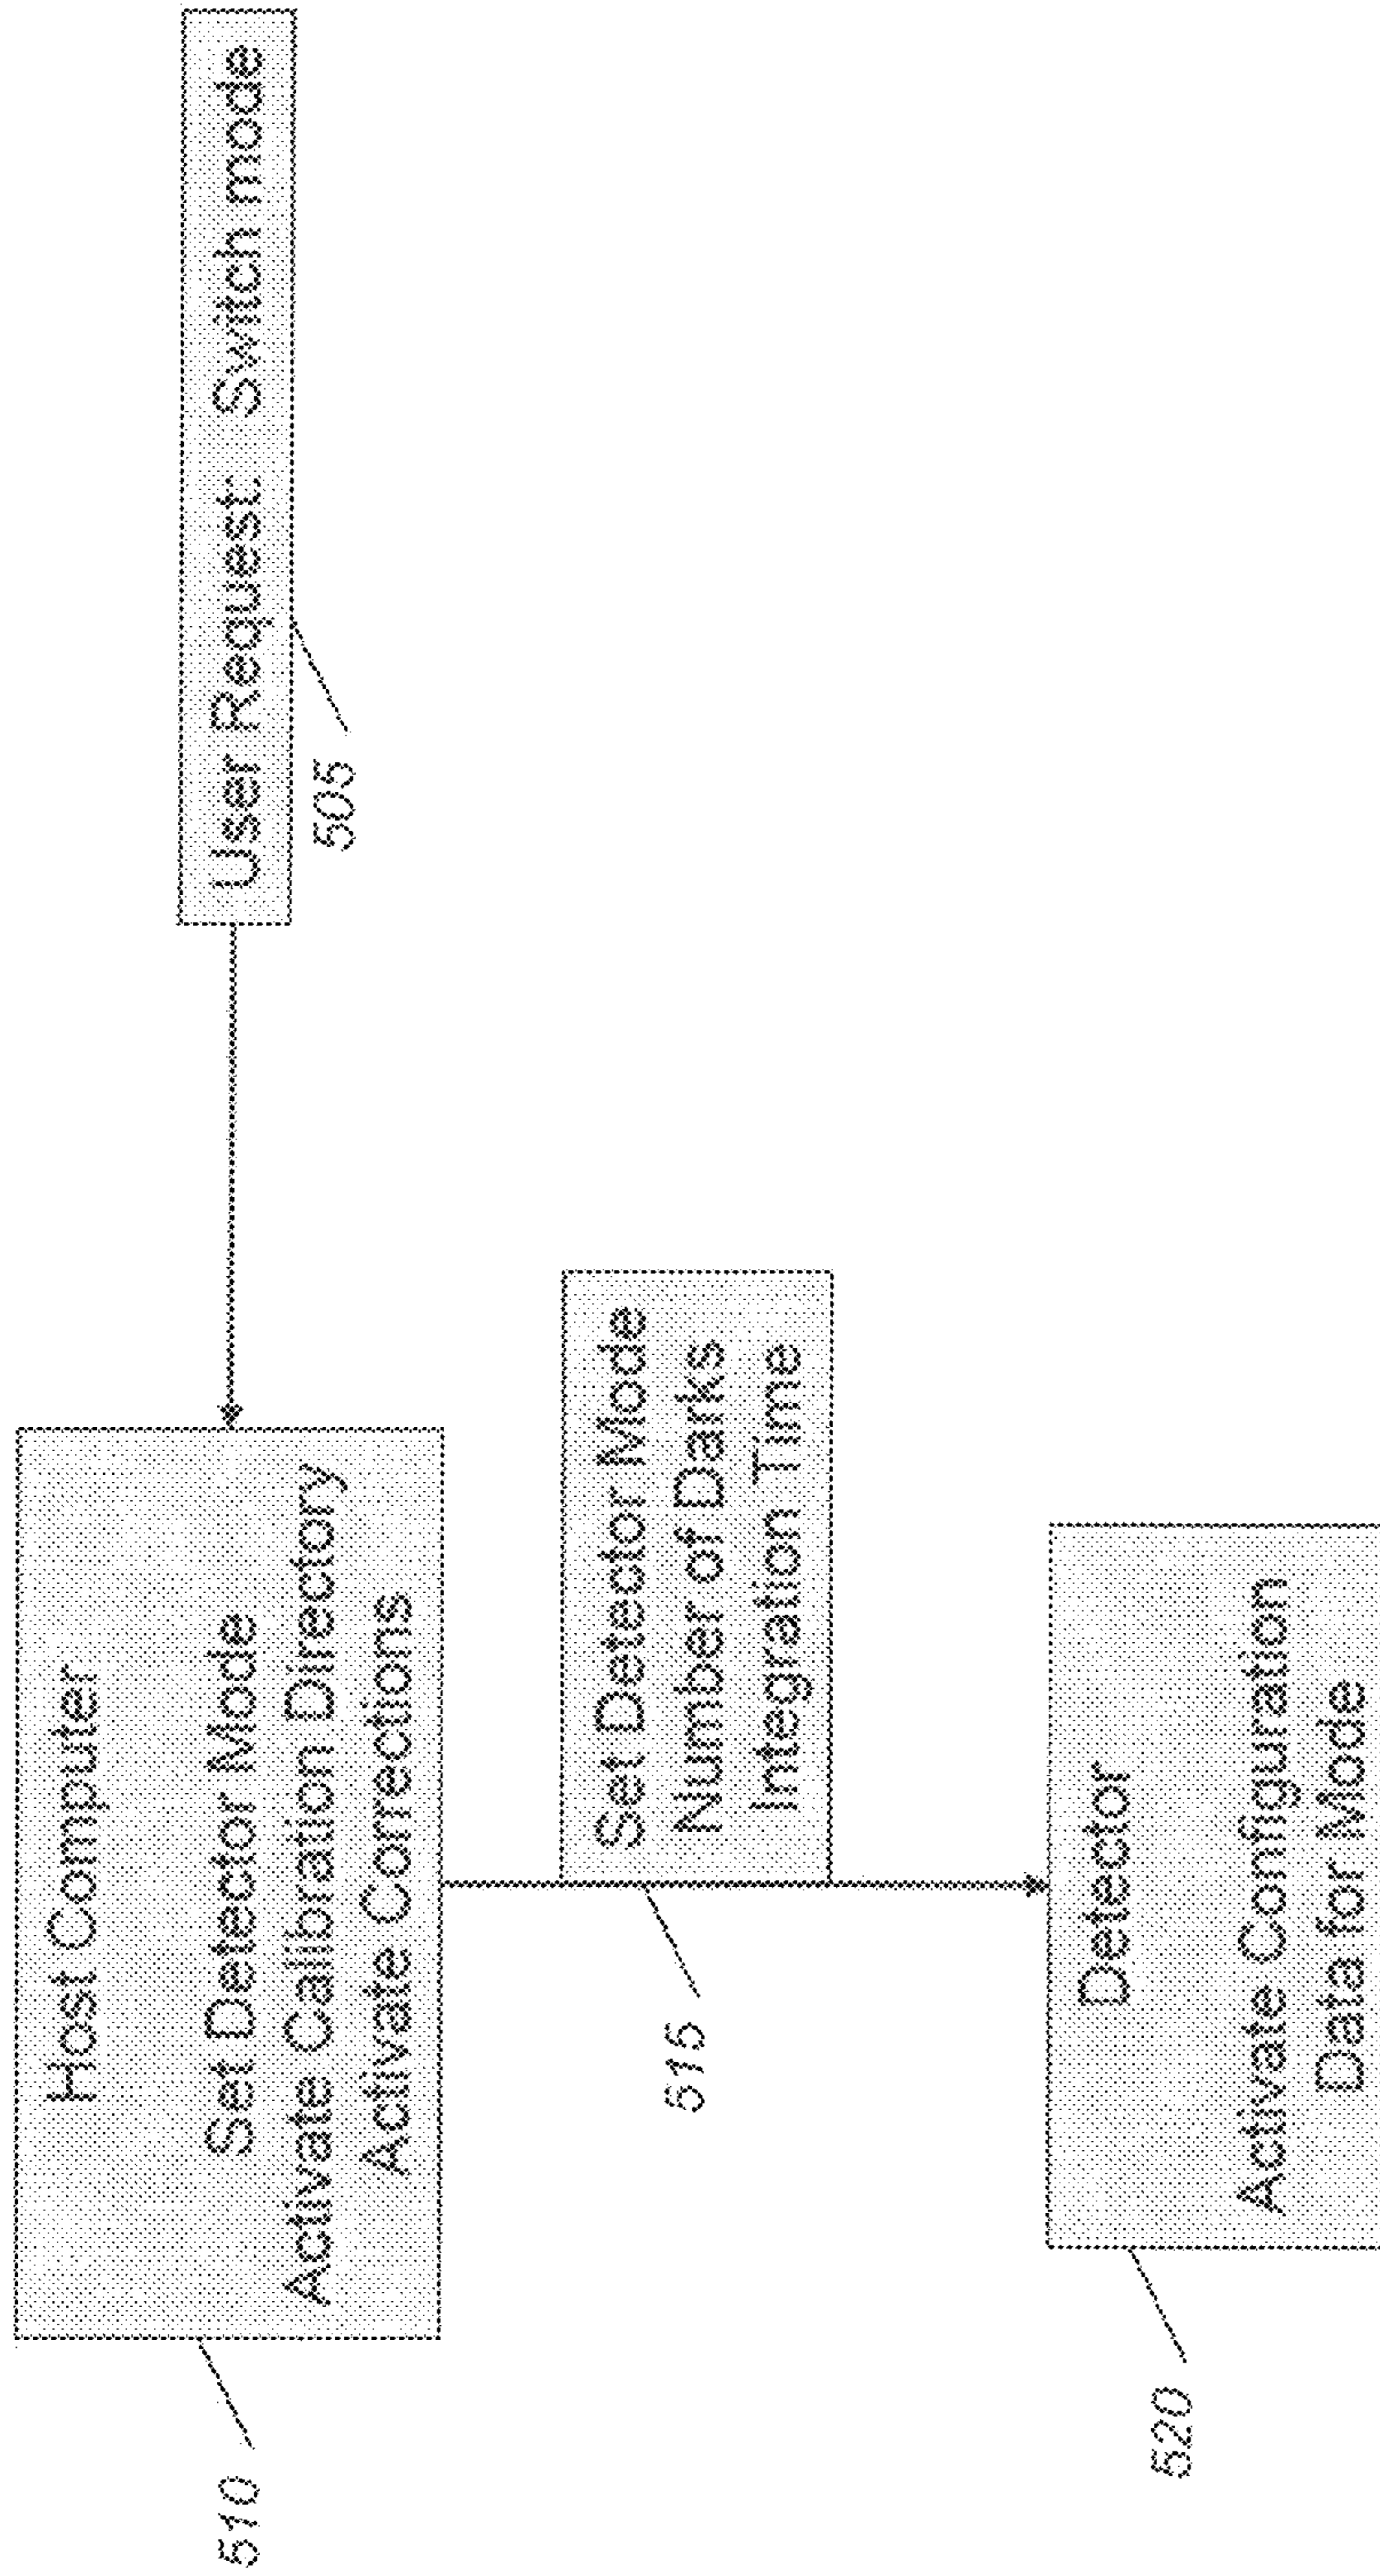 Host Computer
Set Detector Mode
Activate Calibration Directory
Activate Corrections
510
User Request: Switch mode
505
Set Detector Mode
Number of Darks
Integration Time
515
Detector
Activate Configuration
Data for Mode
520